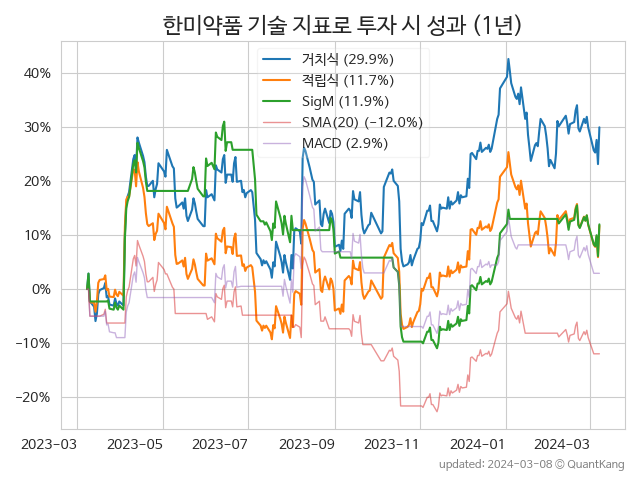 한미약품 기술 지표로 투자 시 성과 (1년)
거치식 (29.9%)
적립식 (11.7%)
SigM (11.9%)
SMA(20) (−12.0%)
MACD (2.9%)
40%
30%
20%
10%
0%
−10%
−20%
2023−03 2023−05 2023−07 2023−09 2023−11 2024−01 2024−03
updated: 2024-03-08 © QuantKang